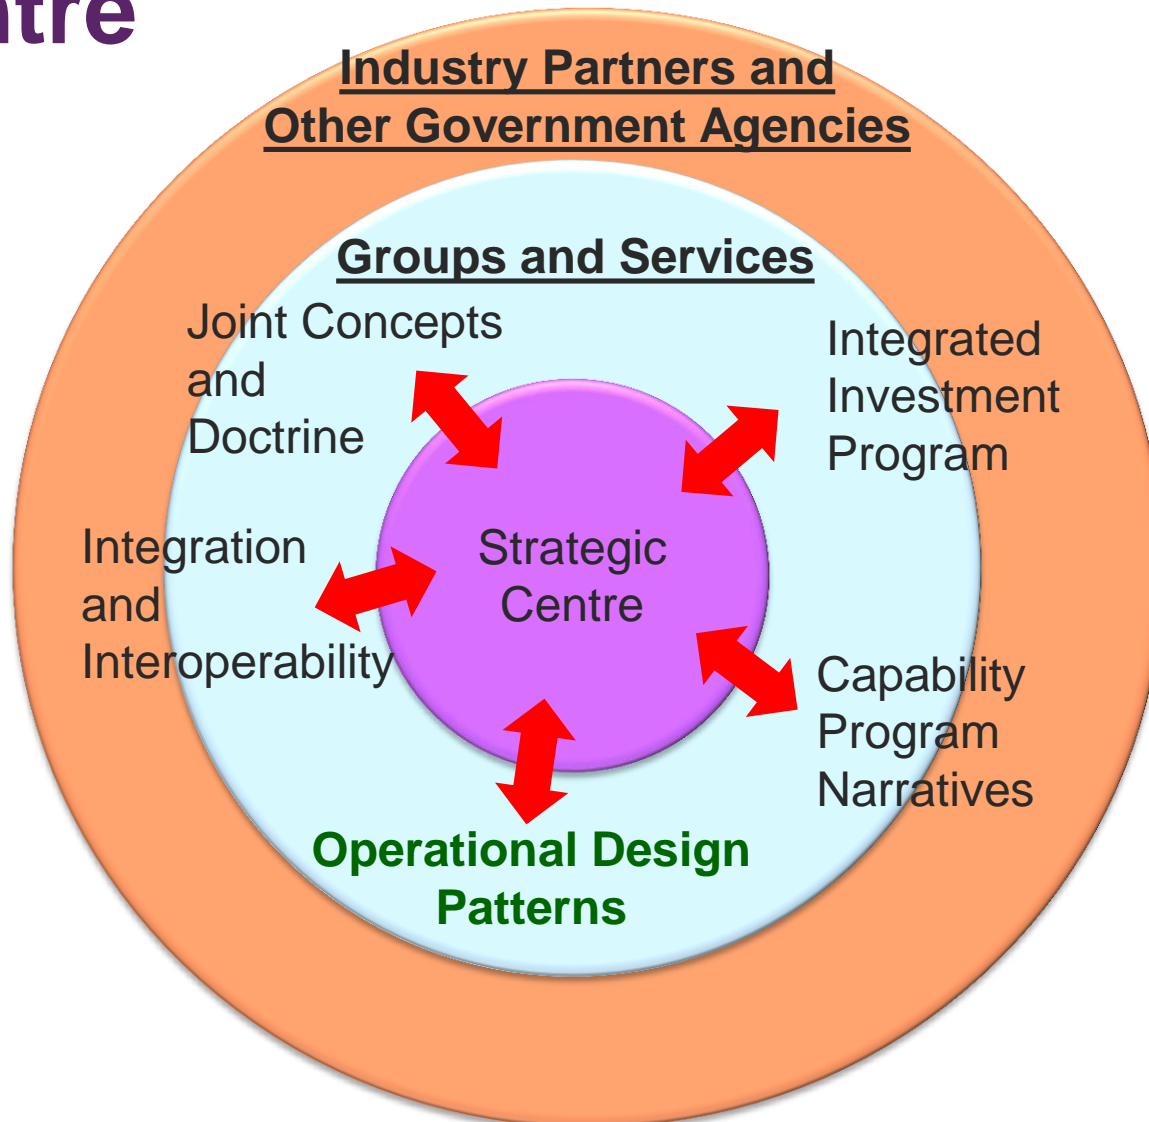 ntre
Industry Partners and
Other Government Agencies
Groups and Services
Joint Concepts
and
Doctrine
Integrated
Investment
Program
Integration
and
Interoperability
Strategic
Centre
Capability
Program
Narratives
Operational Design
Patterns